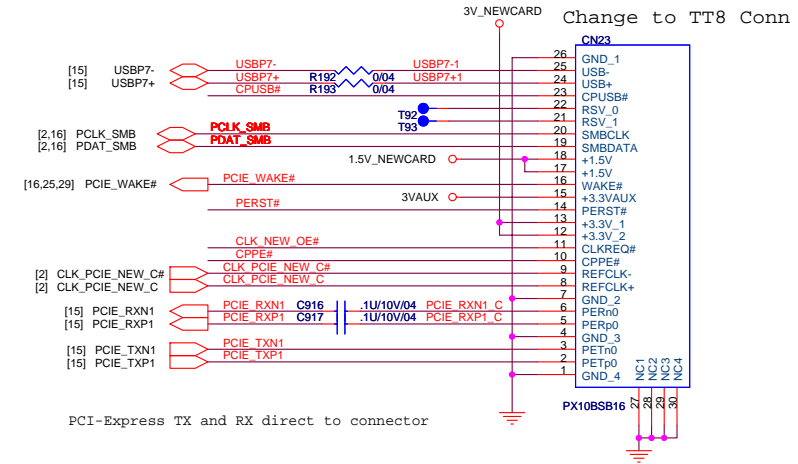 3V_NEWCARD
Change to TT8 Conn
CN23
26 GND_1
[15] USBP7- USBP7- USBP7-1 25 USB-
[15] USBP7+ USBP7+ R192 0/04 USBP7+1 24 USB+
CPUSB# R193 0/04 23 CPUSB#
T92 22 RSV_0
T93 21 RSV_1
[2,16] PCLK_SMB PCLK_SMB 20 SMBCLK
[2,16] PDAT_SMB PDAT_SMB 19 SMBDATA
1.5V_NEWCARD 18 +1.5V
17 +1.5V
[16,25,29] PCIE_WAKE# PCIE_WAKE# 16 WAKE#
3VAUX 15 +3.3VAUX
PERST# 14 PERST#
13 +3.3V_1
12 +3.3V_2
CLK_NEW_OE# 11 CLKREQ#
CPPE# 10 CPPE#
[2] CLK_PCIE_NEW_C# CLK_PCIE_NEW_C# 9 REFCLK-
[2] CLK_PCIE_NEW_C CLK_PCIE_NEW_C 8 REFCLK+
7 GND_2
[15] PCIE_RXN1 PCIE_RXN1 C916 .1U/10V/04 PCIE_RXN1_C 6 PERn0
[15] PCIE_RXP1 PCIE_RXP1 C917 .1U/10V/04 PCIE_RXP1_C 5 PERp0
4 GND_3
[15] PCIE_TXN1 PCIE_TXN1 3 PETn0
[15] PCIE_TXP1 PCIE_TXP1 2 PETp0
1 GND_4
NC1 NC2 NC3 NC4
PX10BSB16
27 28 29 30
PCI-Express TX and RX direct to connector